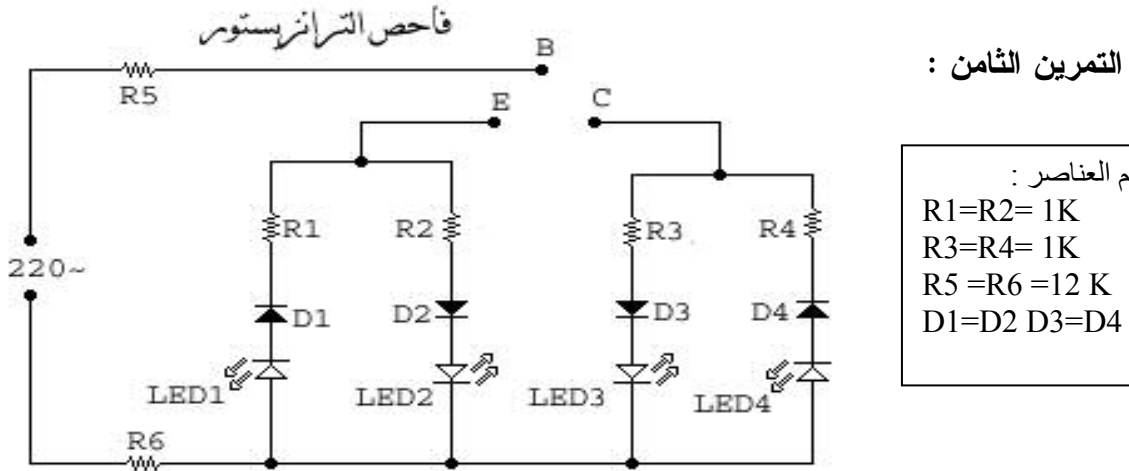 فاحص الترانزيستور
التمرين الثامن :
B
R5
E
C
R1
R2
R3
R4
220~
D1
D2
D3
D4
LED1
LED2
LED3
LED4
R6
م العناصر :
R1=R2= 1K
R3=R4= 1K
R5 =R6 =12 K
D1=D2 D3=D4